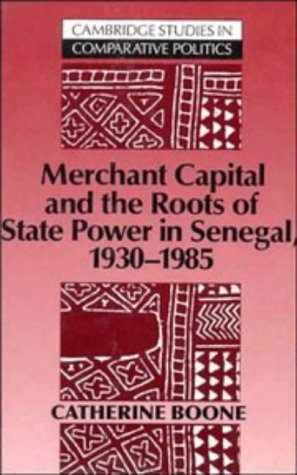 CAMBRIDGE STUDIES IN
COMPARATIVE POLITICS
Merchant Capital
and the Roots of
State Power in Senegal,
1930–1985
CATHERINE BOONE